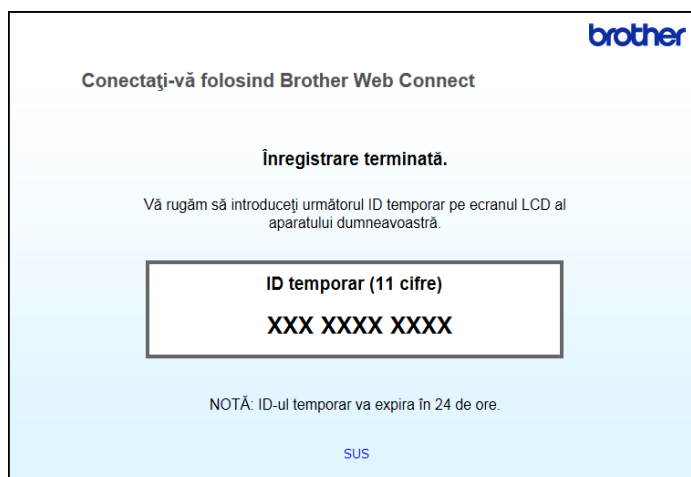 brother
Conectaţi-vă folosind Brother Web Connect
Înregistrare terminată.
Vă rugăm să introduceţi următorul ID temporar pe ecranul LCD al
aparatului dumneavoastră.
ID temporar (11 cifre)
XXX XXXX XXXX
NOTĂ: ID-ul temporar va expira în 24 de ore.
SUS